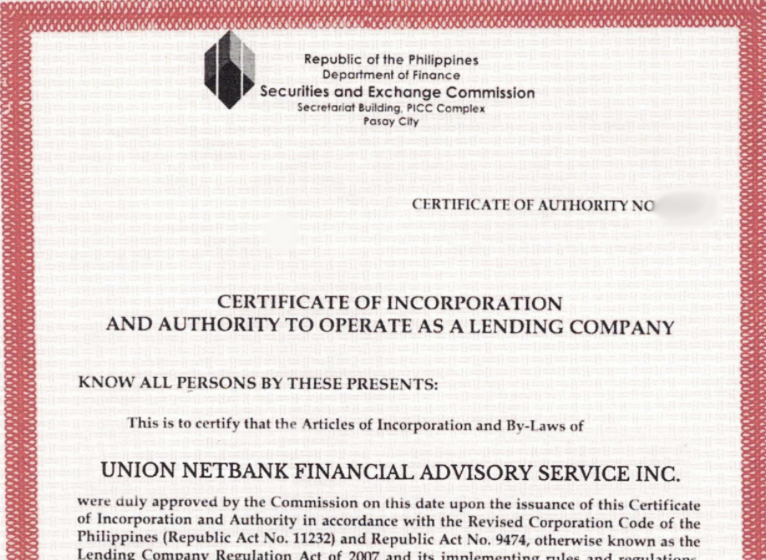 Republic of the Philippines
Department of Finance
Securities and Exchange Commission
Secretariat Building, PICC Complex
Pasay City
CERTIFICATE OF AUTHORITY NO
CERTIFICATE OF INCORPORATION
AND AUTHORITY TO OPERATE AS A LENDING COMPANY
KNOW ALL PERSONS BY THESE PRESENTS:
This is to certify that the Articles of Incorporation and By-Laws of
UNION NETBANK FINANCIAL ADVISORY SERVICE INC.
were duly approved by the Commission on this date upon the issuance of this Certificate
of Incorporation and Authority in accordance with the Revised Corporation Code of the
Philippines (Republic Act No. 11232) and Republic Act No. 9474, otherwise known as the
Lending Company Regulation Act of 2007 and its implementing rules and regulations